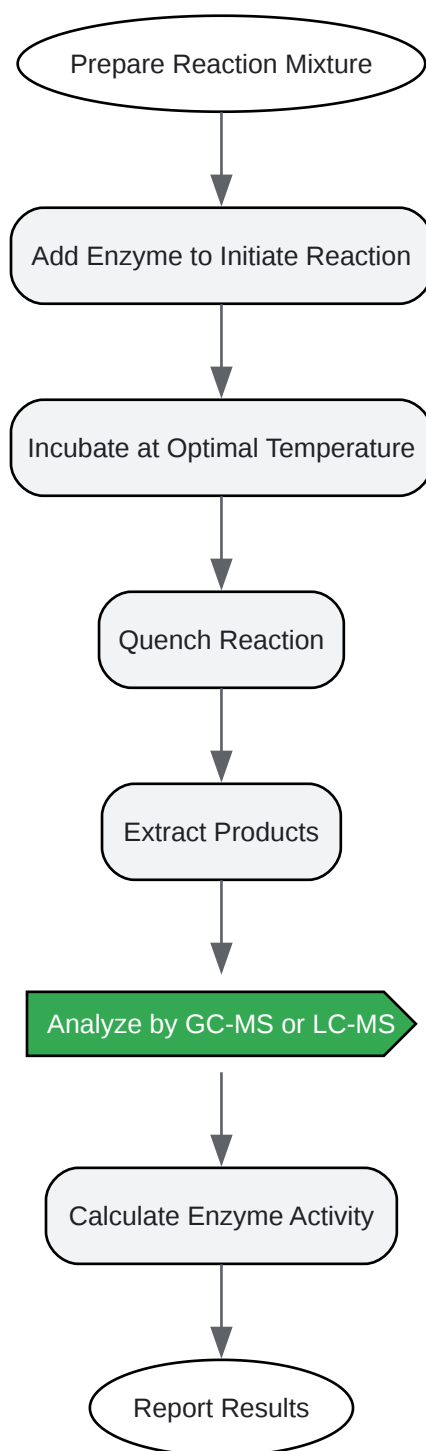 Prepare Reaction Mixture
Add Enzyme to Initiate Reaction
Incubate at Optimal Temperature
Quench Reaction
Extract Products
Analyze by GC-MS or LC-MS
Calculate Enzyme Activity
Report Results